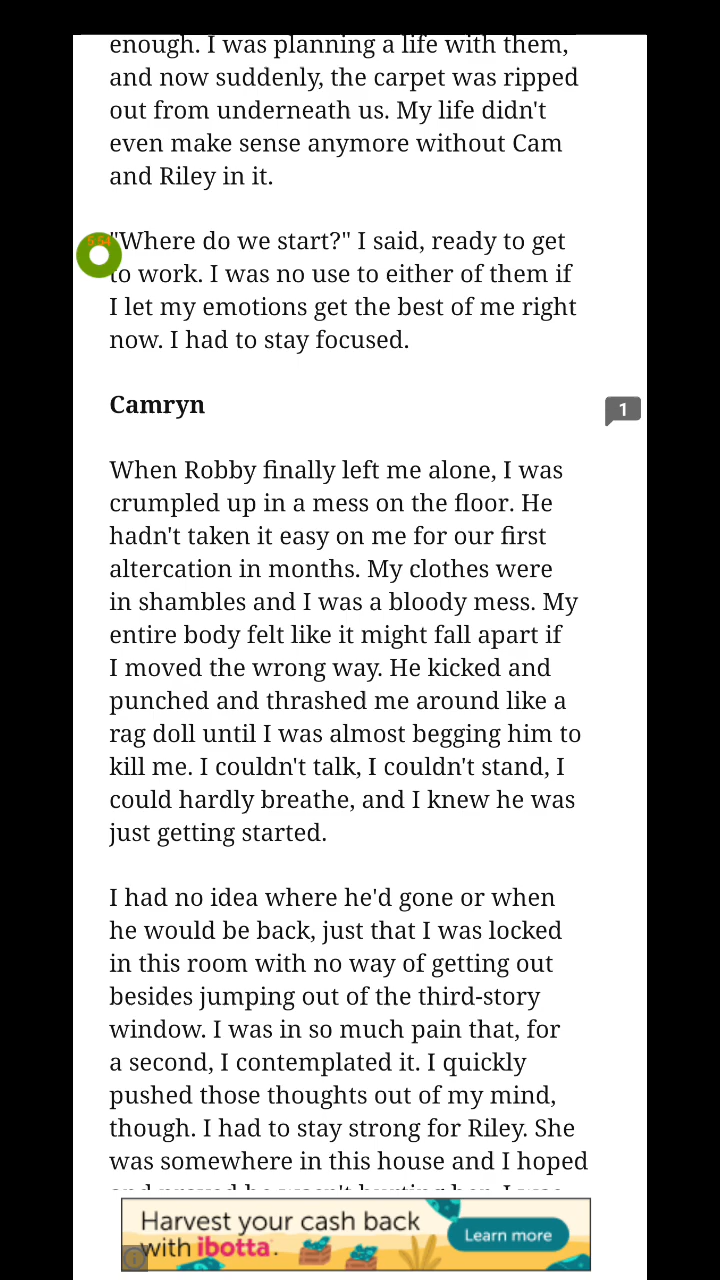 enough. I was planning a life with them,
and now suddenly, the carpet was ripped
out from underneath us. My life didn't
even make sense anymore without Cam
and Riley in it.
"Where do we start?" I said, ready to get
to work. I was no use to either of them if
I let my emotions get the best of me right
now. I had to stay focused.
Camryn
1
When Robby finally left me alone, I was
crumpled up in a mess on the floor. He
hadn't taken it easy on me for our first
altercation in months. My clothes were
in shambles and I was a bloody mess. My
entire body felt like it might fall apart if
I moved the wrong way. He kicked and
punched and thrashed me around like a
rag doll until I was almost begging him to
kill me. I couldn't talk, I couldn't stand, I
could hardly breathe, and I knew he was
just getting started.
I had no idea where he'd gone or when
he would be back, just that I was locked
in this room with no way of getting out
besides jumping out of the third-story
window. I was in so much pain that, for
a second, I contemplated it. I quickly
pushed those thoughts out of my mind,
though. I had to stay strong for Riley. She
was somewhere in this house and I hoped
Harvest your cash back
with ibotta.
Learn more